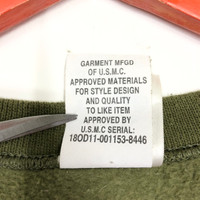 GARMENT MFGD
OF U.S.M.C.
APPROVED MATERIALS
FOR STYLE DESIGN
AND QUALITY
TO LIKE ITEM
APPROVED BY
U.S.M.C SERIAL:
18OD11-001153-8446